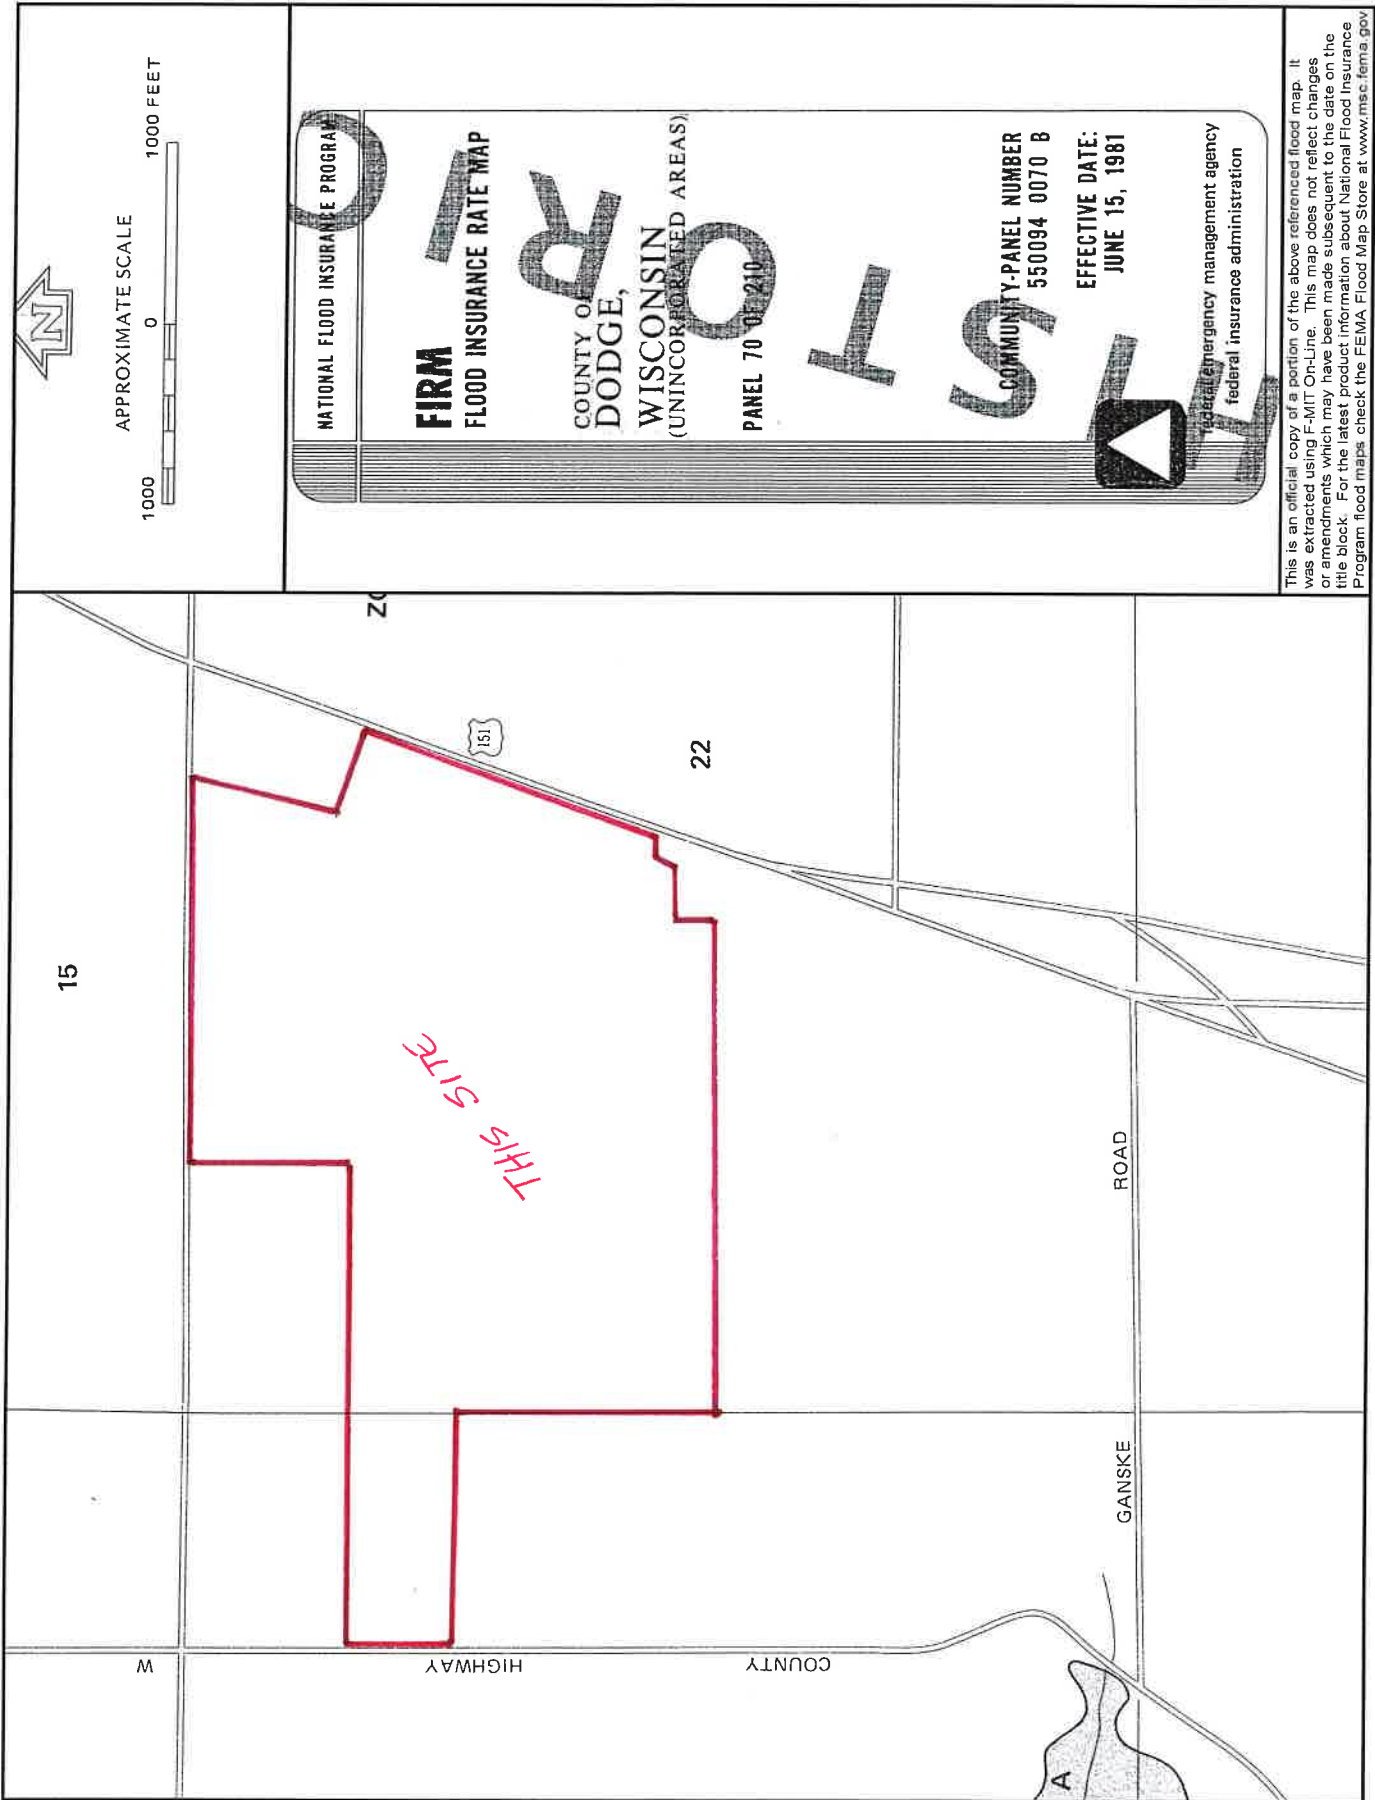 APPROXIMATE SCALE
1000 0 1000 FEET
N
NATIONAL FLOOD INSURANCE PROGRAM
FIRM
FLOOD INSURANCE RATE MAP
COUNTY OF
DODGE,
WISCONSIN
(UNINCORPORATED AREAS)
PANEL 70 OF 210
COMMUNITY-PANEL NUMBER
550094 0070 B
EFFECTIVE DATE:
JUNE 15, 1981
federal emergency management agency
federal insurance administration
HISTORIC
This is an official copy of a portion of the above referenced flood map. It
was extracted using F-MIT On-Line. This map does not reflect changes
or amendments which may have been made subsequent to the date on the
title block. For the latest product information about National Flood Insurance
Program flood maps check the FEMA Flood Map Store at www.msc.fema.gov
15
ZO
151
22
THIS SITE
W
HIGHWAY
COUNTY
GANSKE
ROAD
A